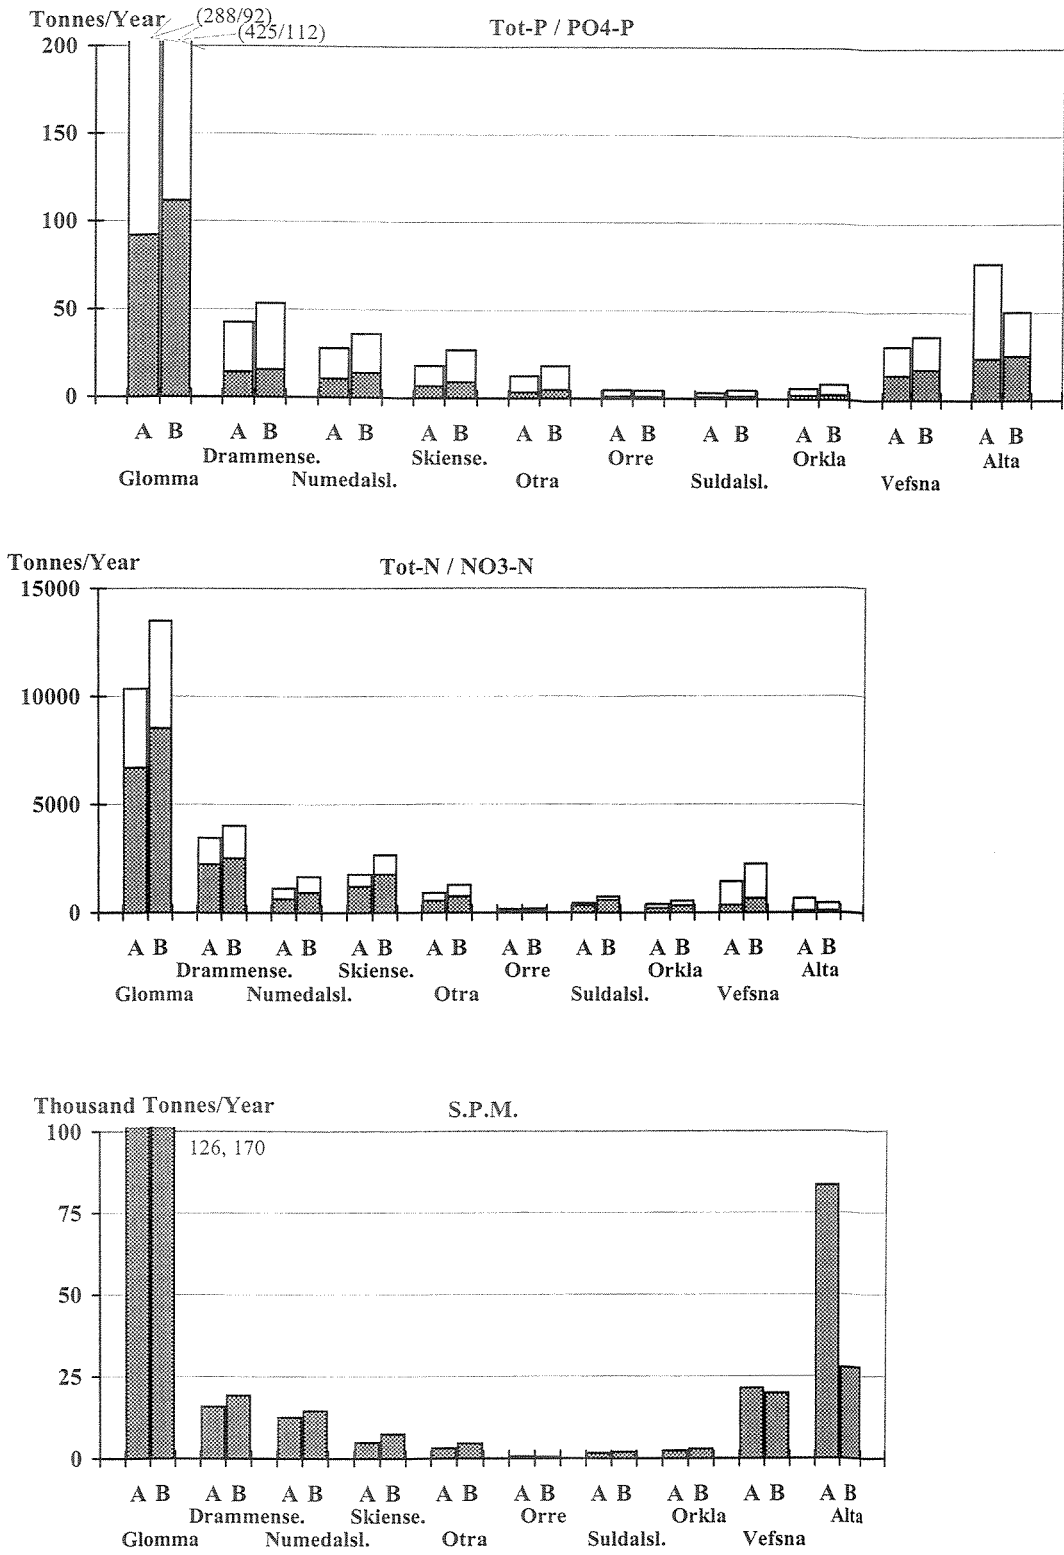 Tonnes/Year
(288/92)
(425/112)
Tot-P / PO4-P
200
150
100
50
0
A B A B A B A B A B A B A B A B A B A B
Drammense. Skiense. Orre Orkla Alta
Glomma Numedalsl. Otra Suldalsl. Vefsna
Tonnes/Year
Tot-N / NO3-N
15000
10000
5000
0
A B A B A B A B A B A B A B A B A B A B
Drammense. Skiense. Orre Orkla Alta
Glomma Numedalsl. Otra Suldalsl. Vefsna
Thousand Tonnes/Year
S.P.M.
100
126, 170
75
50
25
0
A B A B A B A B A B A B A B A B A B A B
Drammense. Skiense. Orre Orkla Alta
Glomma Numedalsl. Otra Suldalsl. Vefsna